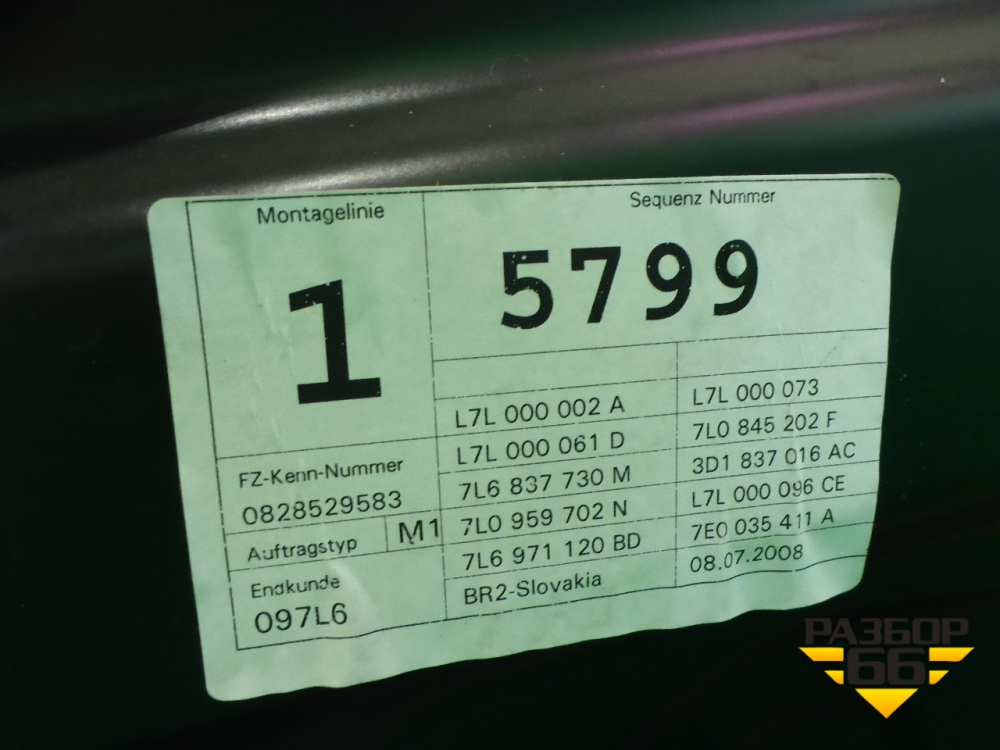 Montagelinie
1
Sequenz Nummer
5799
L7L 000 002 A
L7L 000 073
L7L 000 061 D
7L0 845 202 F
7L6 837 730 M
3D1 837 016 AC
7L0 959 702 N
L7L 000 096 CE
7L6 971 120 BD
7E0 035 411 A
BR2-Slovakia
08.07.2008
FZ-Kenn-Nummer
0828529583
Auftragstyp M1
Endkunde
097L6
РАЗБОР
66